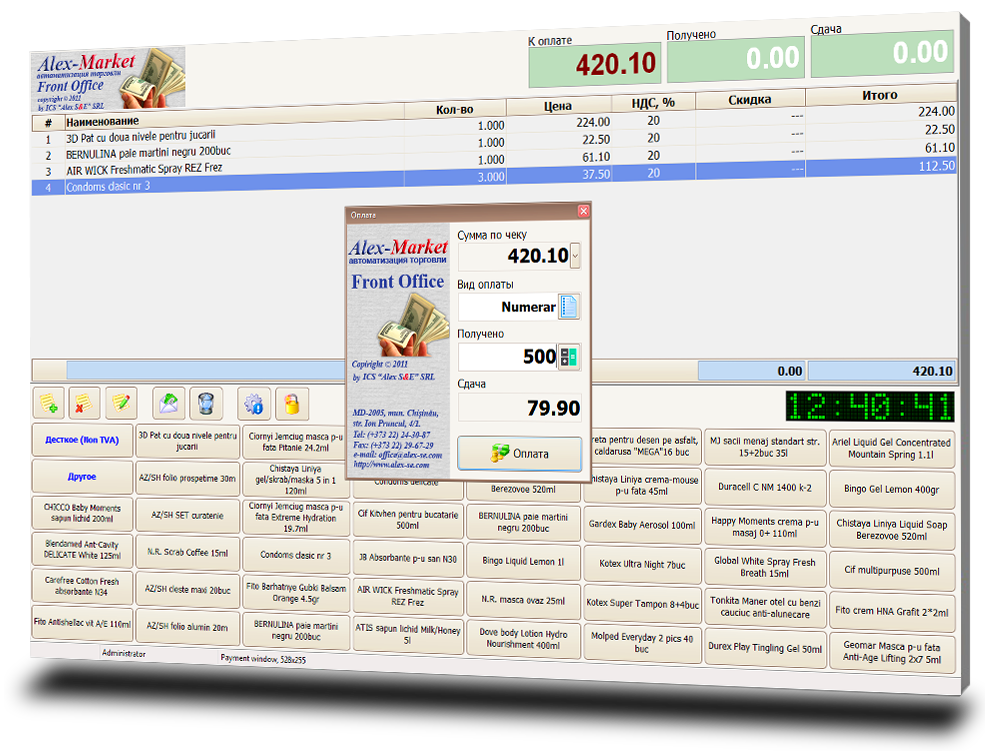 Alex-Market
автоматизация торговли
Front Office
copyright © 2011
by ICS "Alex S&E" SRL
К оплате
420.10
Получено
0.00
Сдача
0.00
# Наименование Кол-во Цена НДС, % Скидка Итого
1 3D Pat cu doua nivele pentru jucarii 1.000 224.00 20 --- 224.00
2 BERNULINA paie martini negru 200buc 1.000 22.50 20 --- 22.50
3 AIR WICK Freshmatic Spray REZ Frez 1.000 61.10 20 --- 61.10
4 Condoms clasic nr 3 3.000 37.50 20 --- 112.50
Оплата
Alex-Market
автоматизация торговли
Front Office
Copiright © 2011
by ICS "Alex S&E" SRL
MD-2005, mun. Chişinău,
str. Ion Pruncul, 4/1.
Tel: (+373 22) 24-30-87
Fax: (+373 22) 29-67-29
e-mail: office@alex-se.com
http://www.alex-se.com
Сумма по чеку
420.10
Вид оплаты
Numerar
Получено
500
Сдача
79.90
Оплата
0.00 420.10
12:40:41
Десткое (Non TVA)
3D Pat cu doua nivele pentru
jucarii
Ciornyi Jemciug masca p-u
fata Pitanie 24.2ml
reta pentru desen pe asfalt,
caldarusa "MEGA"16 buc
MJ sacii menaj standart str.
15+2buc 35l
Ariel Liquid Gel Concentrated
Mountain Spring 1.1l
Другое
AZ/SH folio prospetime 30m
Chistaya Liniya
gel/skrab/maska 5 in 1
120ml
Condoms delicate
Berezovoe 520ml
histaya Liniya crema-mouse
p-u fata 45ml
Duracell C NM 1400 k-2
Bingo Gel Lemon 400gr
CHICCO Baby Moments
sapun lichid 200ml
AZ/SH SET curatenie
Ciornyi Jemciug masca p-u
fata Extreme Hydration
19.7ml
Cif Kitvhen pentru bucatarie
500ml
BERNULINA paie martini
negru 200buc
Gardex Baby Aerosol 100ml
Happy Moments crema p-u
masaj 0+ 110ml
Chistaya Liniya Liquid Soap
Berezovoe 520ml
Blendamed Ant-Cavity
DELICATE White 125ml
N.R. Scrab Coffee 15ml
Condoms clasic nr 3
JB Absorbante p-u san N30
Bingo Liquid Lemon 1l
Kotex Ultra Night 7buc
Global White Spray Fresh
Breath 15ml
Cif multipurpuse 500ml
Carefree Cotton Fresh
absorbante N34
AZ/SH cleste maxi 20buc
Fito Barhatnye Gubki Balsam
Orange 4.5gr
AIR WICK Freshmatic Spray
REZ Frez
N.R. masca ovaz 25ml
Kotex Super Tampon 8+4buc
Tonkita Maner otel cu benzi
cauciuc anti-alunecare
Fito crem HNA Grafit 2*2ml
Fito Antishellac vit A/E 110ml
AZ/SH folio alumin 20m
BERNULINA paie martini
negru 200buc
ATIS sapun lichid Milk/Honey
5l
Dove body Lotion Hydro
Nourishment 400ml
Molped Everyday 2 pics 40
buc
Durex Play Tingling Gel 50ml
Geomar Masca p-u fata
Anti-Age Lifting 2x7 5ml
Administrator Payment window, 528x255